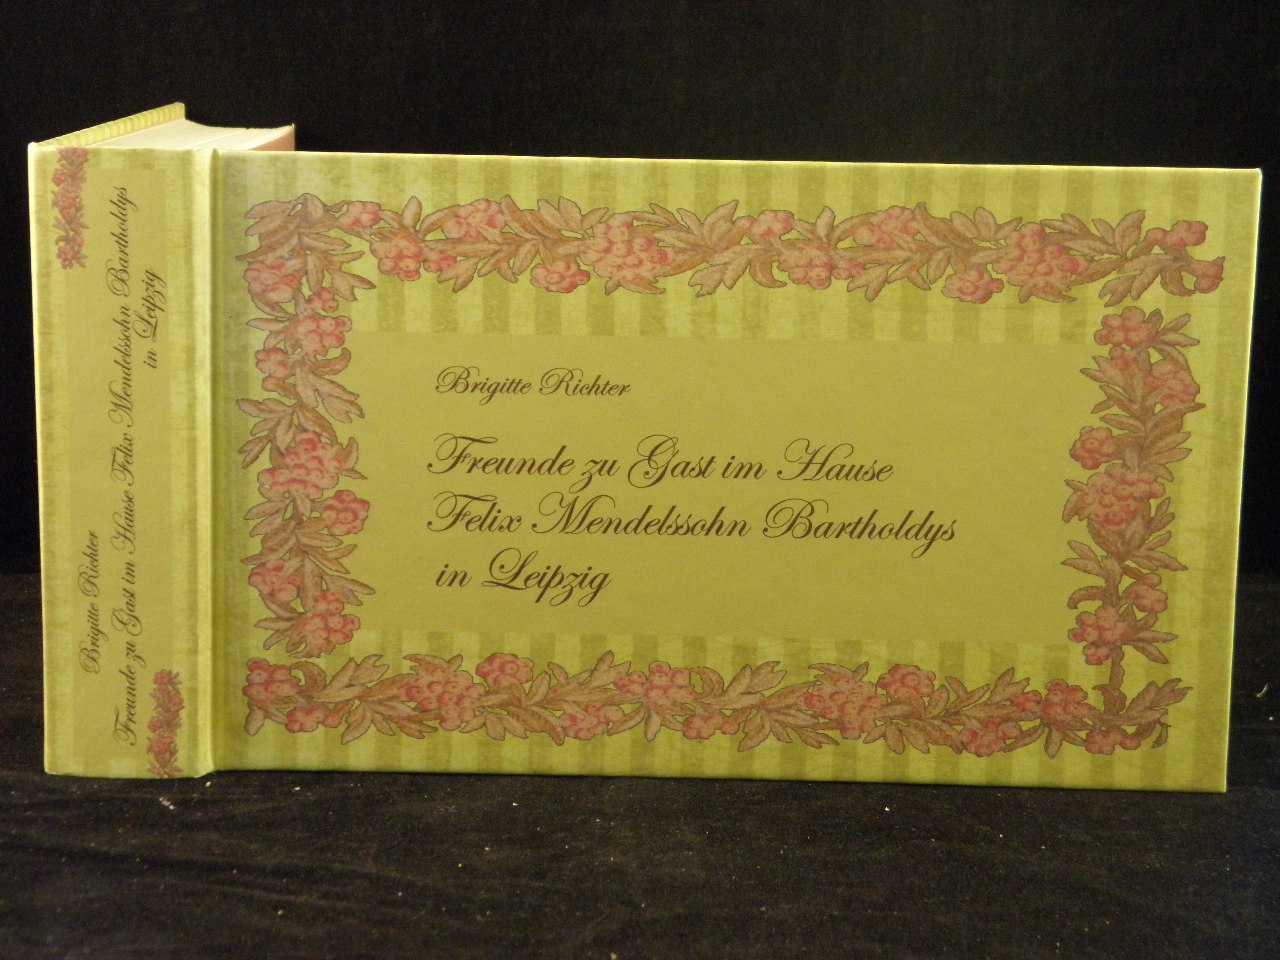 Brigitte Richter
Freunde zu Gast im Hause Felix Mendelssohn Bartholdys
in Leipzig
Brigitte Richter
Freunde zu Gast im Hause
Felix Mendelssohn Bartholdys
in Leipzig